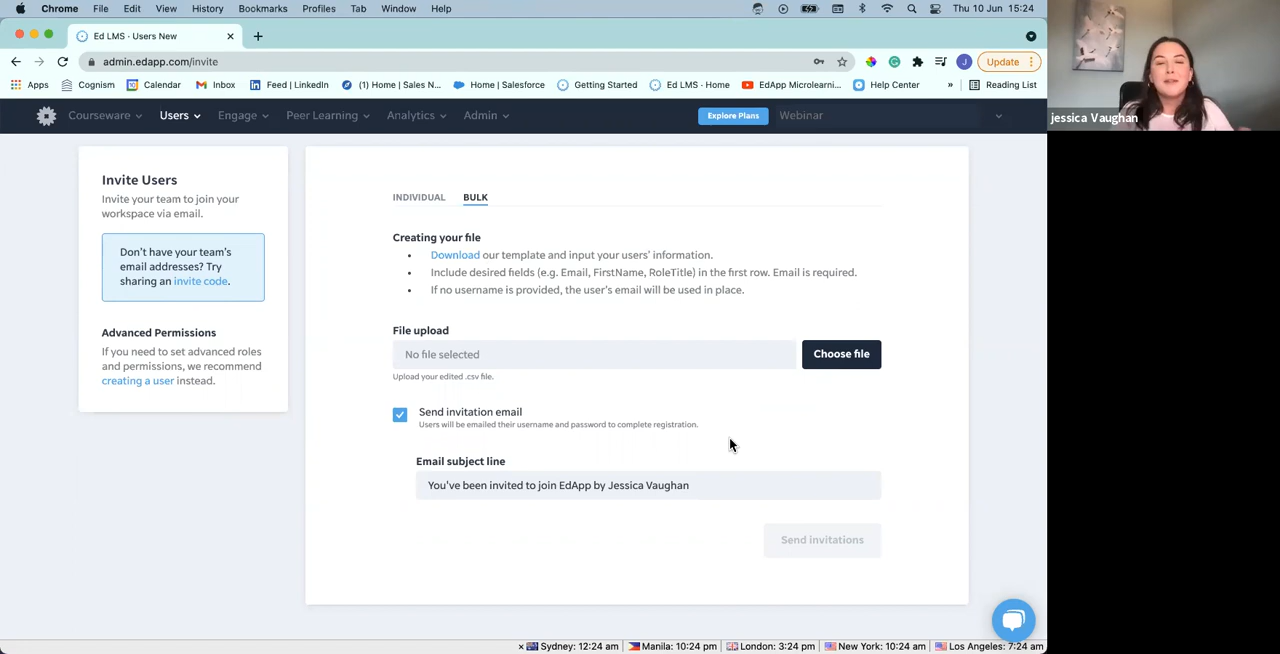 Chrome File Edit View History Bookmarks Profiles Tab Window Help Thu 10 Jun 15:24
Ed LMS · Users New
admin.edapp.com/invite
Update
Apps Cognism Calendar Inbox Feed | LinkedIn (1) Home | Sales N... Home | Salesforce Getting Started Ed LMS · Home EdApp Microlearni... Help Center » Reading List
Courseware Users Engage Peer Learning Analytics Admin Explore Plans Webinar
jessica Vaughan
Invite Users
Invite your team to join your
workspace via email.
Don't have your team's
email addresses? Try
sharing an invite code.
Advanced Permissions
If you need to set advanced roles
and permissions, we recommend
creating a user instead.
INDIVIDUAL BULK
Creating your file
• Download our template and input your users' information.
• Include desired fields (e.g. Email, FirstName, RoleTitle) in the first row. Email is required.
• If no username is provided, the user's email will be used in place.
File upload
No file selected Choose file
Upload your edited .csv file.
Send invitation email
Users will be emailed their username and password to complete registration.
Email subject line
You've been invited to join EdApp by Jessica Vaughan
Send invitations
× Sydney: 12:24 am Manila: 10:24 pm London: 3:24 pm New York: 10:24 am Los Angeles: 7:24 am